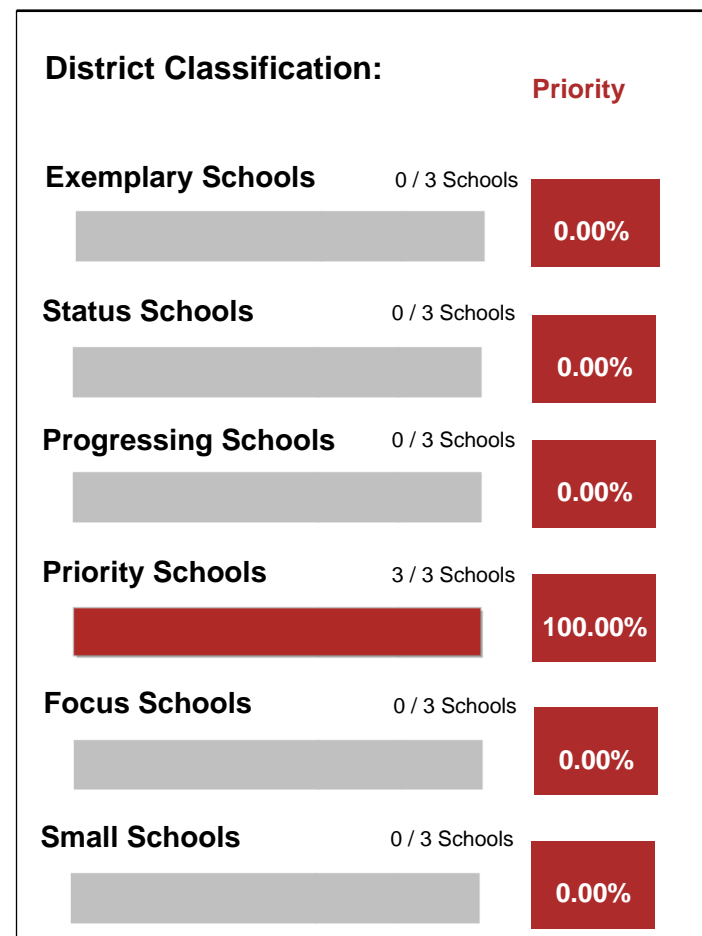 District Classification:
Priority
Exemplary Schools 0 / 3 Schools
0.00%
Status Schools 0 / 3 Schools
0.00%
Progressing Schools 0 / 3 Schools
0.00%
Priority Schools 3 / 3 Schools
100.00%
Focus Schools 0 / 3 Schools
0.00%
Small Schools 0 / 3 Schools
0.00%